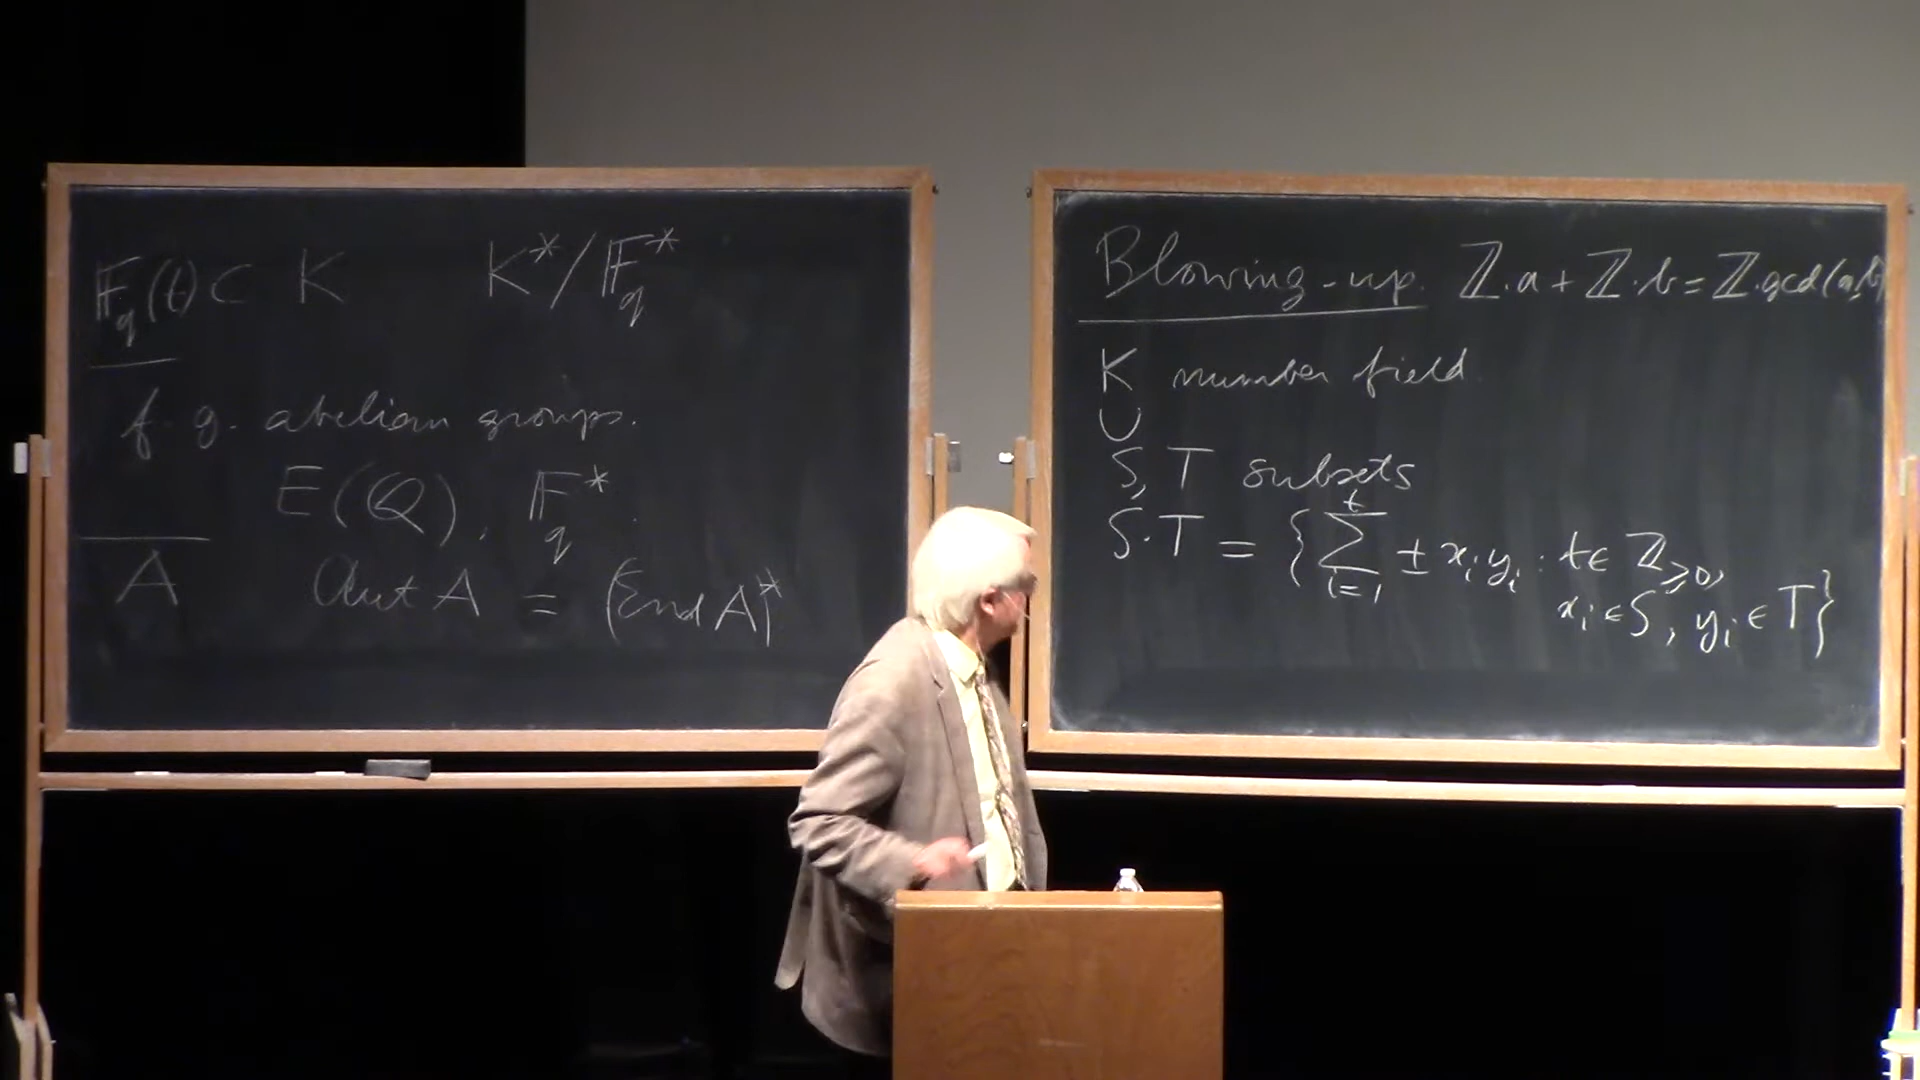 𝔽_q(t) ⊂ K K*/𝔽_q*
f. g. abelian groups.
E(Q), 𝔽_q*.
A Aut A = (End A)*
Blowing-up. ℤ·a + ℤ·b = ℤ·gcd(a,b)
K number field
∪
S, T subsets
S·T = {∑_{i=1}^{t} ± x_i y_i : t ∈ ℤ_{≥0},
x_i ∈ S, y_i ∈ T}